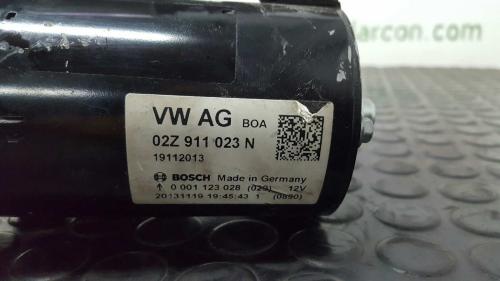 arcon.com
VW AG BOA
02Z 911 023 N
19112013
BOSCH Made in Germany
0 001 123 028 (029) 12V
20131119 19:45:43 1 (0890)